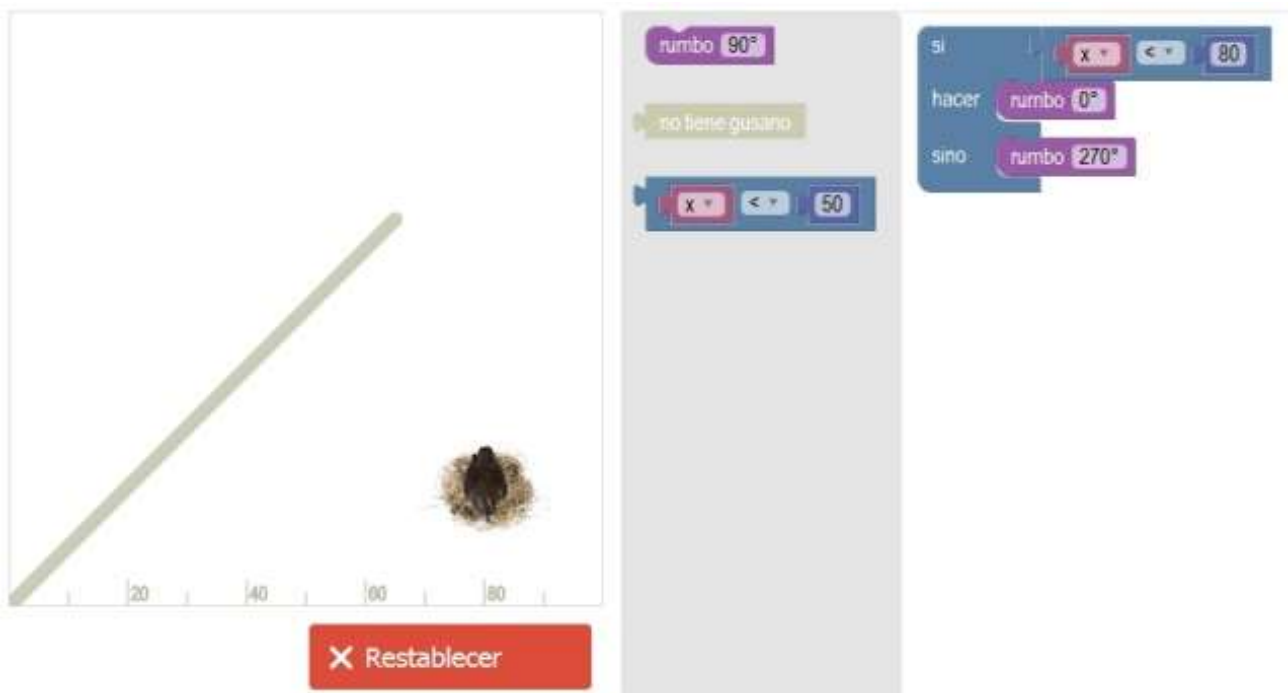 20 40 60 80
X Restablecer
rumbo 90°
no tiene gusano
x < 50
si x < 80
hacer rumbo 0°
sino rumbo 270°